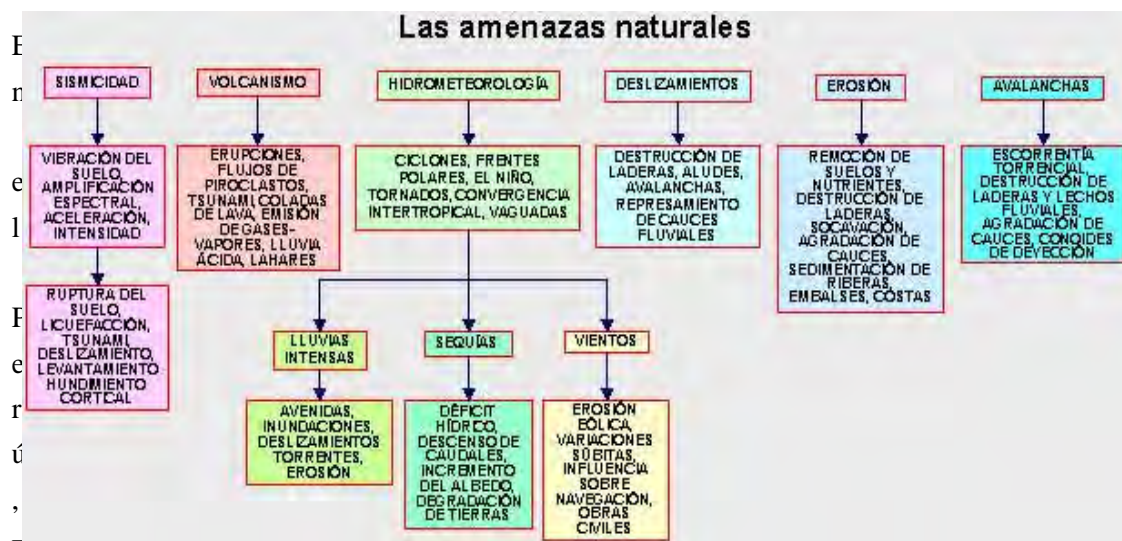 Las amenazas naturales
E
n
e
l
P
e
r
ú
,
SISMICIDAD
VIBRACIÓN DEL
SUELO,
AMPLIFICACIÓN
ESPECTRAL,
ACELERACIÓN,
INTENSIDAD
RUPTURA DEL
SUELO,
LICUEFACCIÓN,
TSUNAMI,
DESLIZAMIENTO,
LEVANTAMIENTO
HUNDIMIENTO
CORTICAL
VOLCANISMO
ERUPCIONES,
FLUJOS DE
PIROCLASTOS,
TSUNAMI, COLADAS
DE LAVA, EMISIÓN
DE GASES-
VAPORES, LLUVIA
ÁCIDA, LAHARES
HIDROMETEOROLOGÍA
CICLONES, FRENTES
POLARES, EL NIÑO,
TORNADOS, CONVERGENCIA
INTERTROPICAL, VAGUADAS
LLUVIAS
INTENSAS
AVENIDAS,
INUNDACIONES,
DESLIZAMIENTOS
TORRENTES,
EROSIÓN
SEQUÍAS
DÉFICIT
HÍDRICO,
DESCENSO DE
CAUDALES,
INCREMENTO
DEL ALBEDO,
DEGRADACIÓN
DE TIERRAS
VIENTOS
EROSIÓN
EÓLICA,
VARIACIONES
SÚBITAS,
INFLUENCIA
SOBRE
NAVEGACIÓN,
OBRAS
CIVILES
DESLIZAMIENTOS
DESTRUCCIÓN DE
LADERAS, ALUDES,
AVALANCHAS,
REPRESAMIENTO
DE CAUCES
FLUVIALES
EROSIÓN
REMOCIÓN DE
SUELOS Y
NUTRIENTES,
DESTRUCCIÓN DE
LADERAS,
SOCAVACIÓN,
AGRADACIÓN DE
CAUCES,
SEDIMENTACIÓN DE
RIBERAS,
EMBALSES, COSTAS
AVALANCHAS
ESCORRENTÍA
TORRENCIAL,
DESTRUCCIÓN DE
LADERAS Y LECHOS
FLUVIALES,
AGRADACIÓN DE
CAUCES, CONOIDES
DE DEYECCIÓN